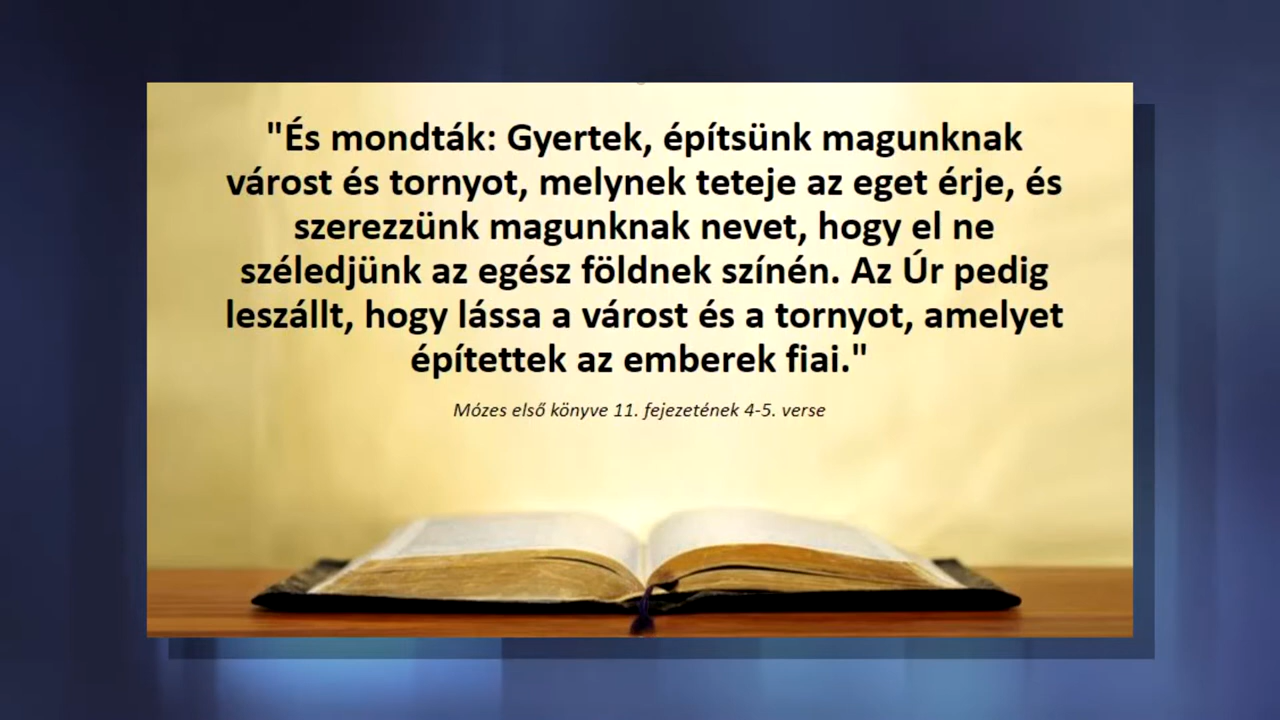 "És mondták: Gyertek, építsünk magunknak
várost és tornyot, melynek teteje az eget érje, és
szerezzünk magunknak nevet, hogy el ne
széledjünk az egész földnek színén. Az Úr pedig
leszállt, hogy lássa a várost és a tornyot, amelyet
építettek az emberek fiai."
Mózes első könyve 11. fejezetének 4-5. verse